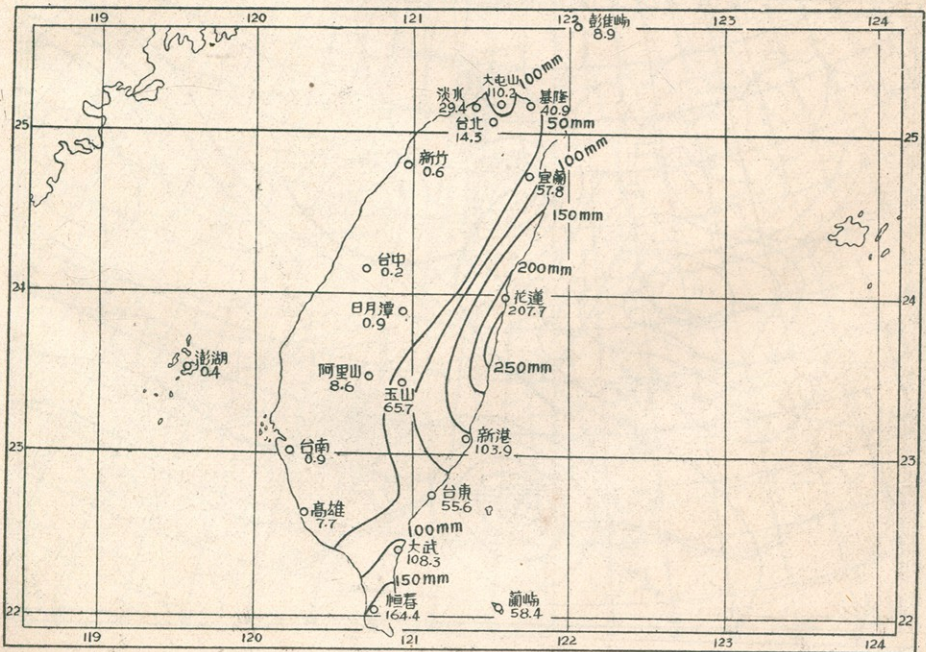 119
120
121
122
123
124
彭佳嶼
8.9
大屯山
110.2
100mm
淡水
29.4
基隆
40.9
台北
14.5
50mm
25
25
新竹
0.6
100mm
宜蘭
57.8
150mm
台中
0.2
200mm
24
24
日月潭
0.9
花蓮
207.7
澎湖
0.4
阿里山
8.6
玉山
65.7
250mm
新港
103.9
23
23
台南
0.9
台東
55.6
高雄
7.7
100mm
大武
108.3
150mm
恒春
164.4
蘭嶼
58.4
22
22
119
120
121
122
123
124